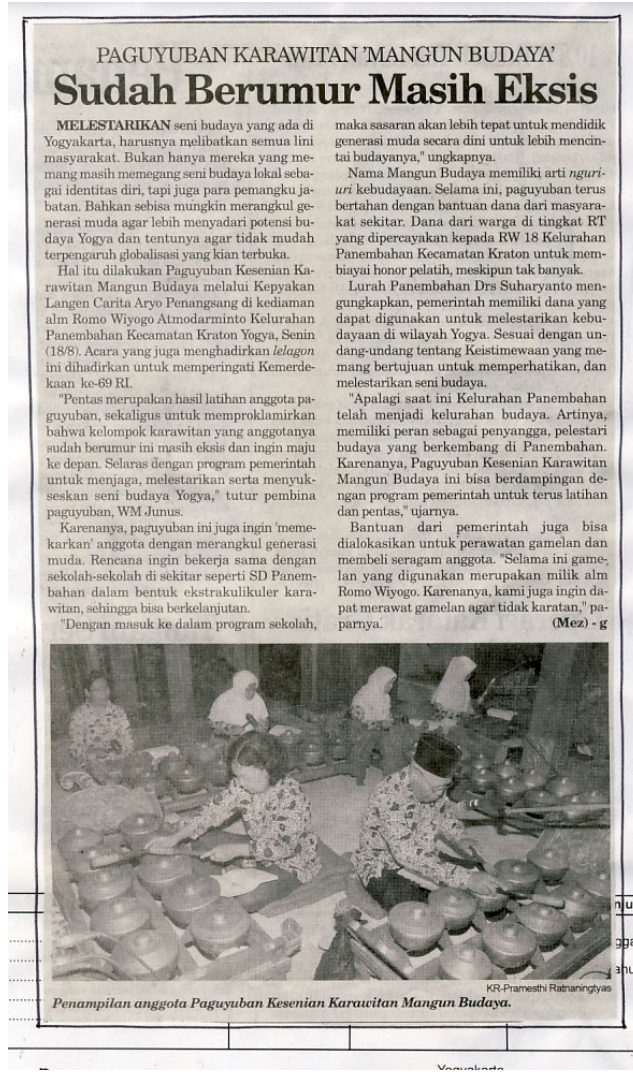 PAGUYUBAN KARAWITAN 'MANGUN BUDAYA'
Sudah Berumur Masih Eksis
MELESTARIKAN seni budaya yang ada di
Yogyakarta, harusnya melibatkan semua lini
masyarakat. Bukan hanya mereka yang me-
mang masih memegang seni budaya lokal seba-
gai identitas diri, tapi juga para pemangku ja-
batan. Bahkan sebisa mungkin merangkul ge-
nerasi muda agar lebih menyadari potensi bu-
daya Yogya dan tentunya agar tidak mudah
terpengaruh globalisasi yang kian terbuka.
Hal itu dilakukan Paguyuban Kesenian Ka-
rawitan Mangun Budaya melalui Kepyakan
Langen Carita Aryo Penangsang di kediaman
alm Romo Wiyogo Atmodarminto Kelurahan
Panembahan Kecamatan Kraton Yogya, Senin
(18/8). Acara yang juga menghadirkan lelagon
ini dihadirkan untuk memperingati Kemerde-
kaan ke-69 RI.
"Pentas merupakan hasil latihan anggota pa-
guyuban, sekaligus untuk memproklamirkan
bahwa kelompok karawitan yang anggotanya
sudah berumur ini masih eksis dan ingin maju
ke depan. Selaras dengan program pemerintah
untuk menjaga, melestarikan serta menyuk-
seskan seni budaya Yogya," tutur pembina
paguyuban, WM Junus.
Karenanya, paguyuban ini juga ingin 'meme-
karkan' anggota dengan merangkul generasi
muda. Rencana ingin bekerja sama dengan
sekolah-sekolah di sekitar seperti SD Panem-
bahan dalam bentuk ekstrakulikuler kara-
witan, sehingga bisa berkelanjutan.
"Dengan masuk ke dalam program sekolah,
maka sasaran akan lebih tepat untuk mendidik
generasi muda secara dini untuk lebih mencin-
tai budayanya," ungkapnya.
Nama Mangun Budaya memiliki arti nguri-
uri kebudayaan. Selama ini, paguyuban terus
bertahan dengan bantuan dana dari masyara-
kat sekitar. Dana dari warga di tingkat RT
yang dipercayakan kepada RW 18 Kelurahan
Panembahan Kecamatan Kraton untuk mem-
biayai honor pelatih, meskipun tak banyak.
Lurah Panembahan Drs Suharyanto men-
gungkapkan, pemerintah memiliki dana yang
dapat digunakan untuk melestarikan kebu-
dayaan di wilayah Yogya. Sesuai dengan un-
dang-undang tentang Keistimewaan yang me-
mang bertujuan untuk memperhatikan, dan
melestarikan seni budaya.
"Apalagi saat ini Kelurahan Panembahan
telah menjadi kelurahan budaya. Artinya,
memiliki peran sebagai penyangga, pelestari
budaya yang berkembang di Panembahan.
Karenanya, Paguyuban Kesenian Karawitan
Mangun Budaya ini bisa berdampingan de-
ngan program pemerintah untuk terus latihan
dan pentas," ujarnya.
Bantuan dari pemerintah juga bisa
dialokasikan untuk perawatan gamelan dan
membeli seragam anggota. "Selama ini game-
lan yang digunakan merupakan milik alm
Romo Wiyogo. Karenanya, kami juga ingin da-
pat merawat gamelan agar tidak karatan," pa-
parnya. (Mez) - g
KR-Pramesthi Ratnaningtyas
Penampilan anggota Paguyuban Kesenian Karawitan Mangun Budaya.